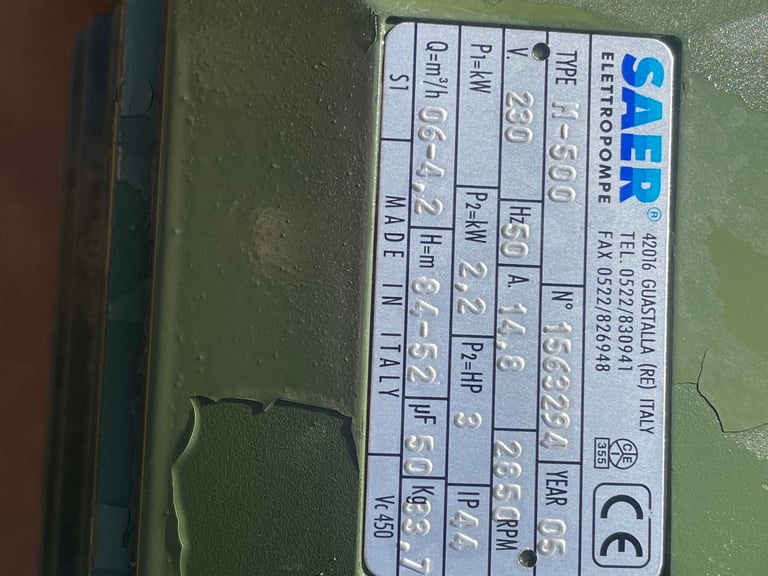 SAER®
ELETTROPOMPE
42016 GUASTALLA (RE) ITALY
TEL. 0522/830941
FAX 0522/826948
CEI
355
CE
TYPE M-500 N° 1563294 YEAR 05
V. 230 Hz 50 A. 14,8 2850 RPM
P1=kW P2=kW 2,2 P2=HP 3 IP 44
Q=m³/h 06-4,2 H=m 84-52 µF 50 Kg 33,7
S1 MADE IN ITALY Vc 450